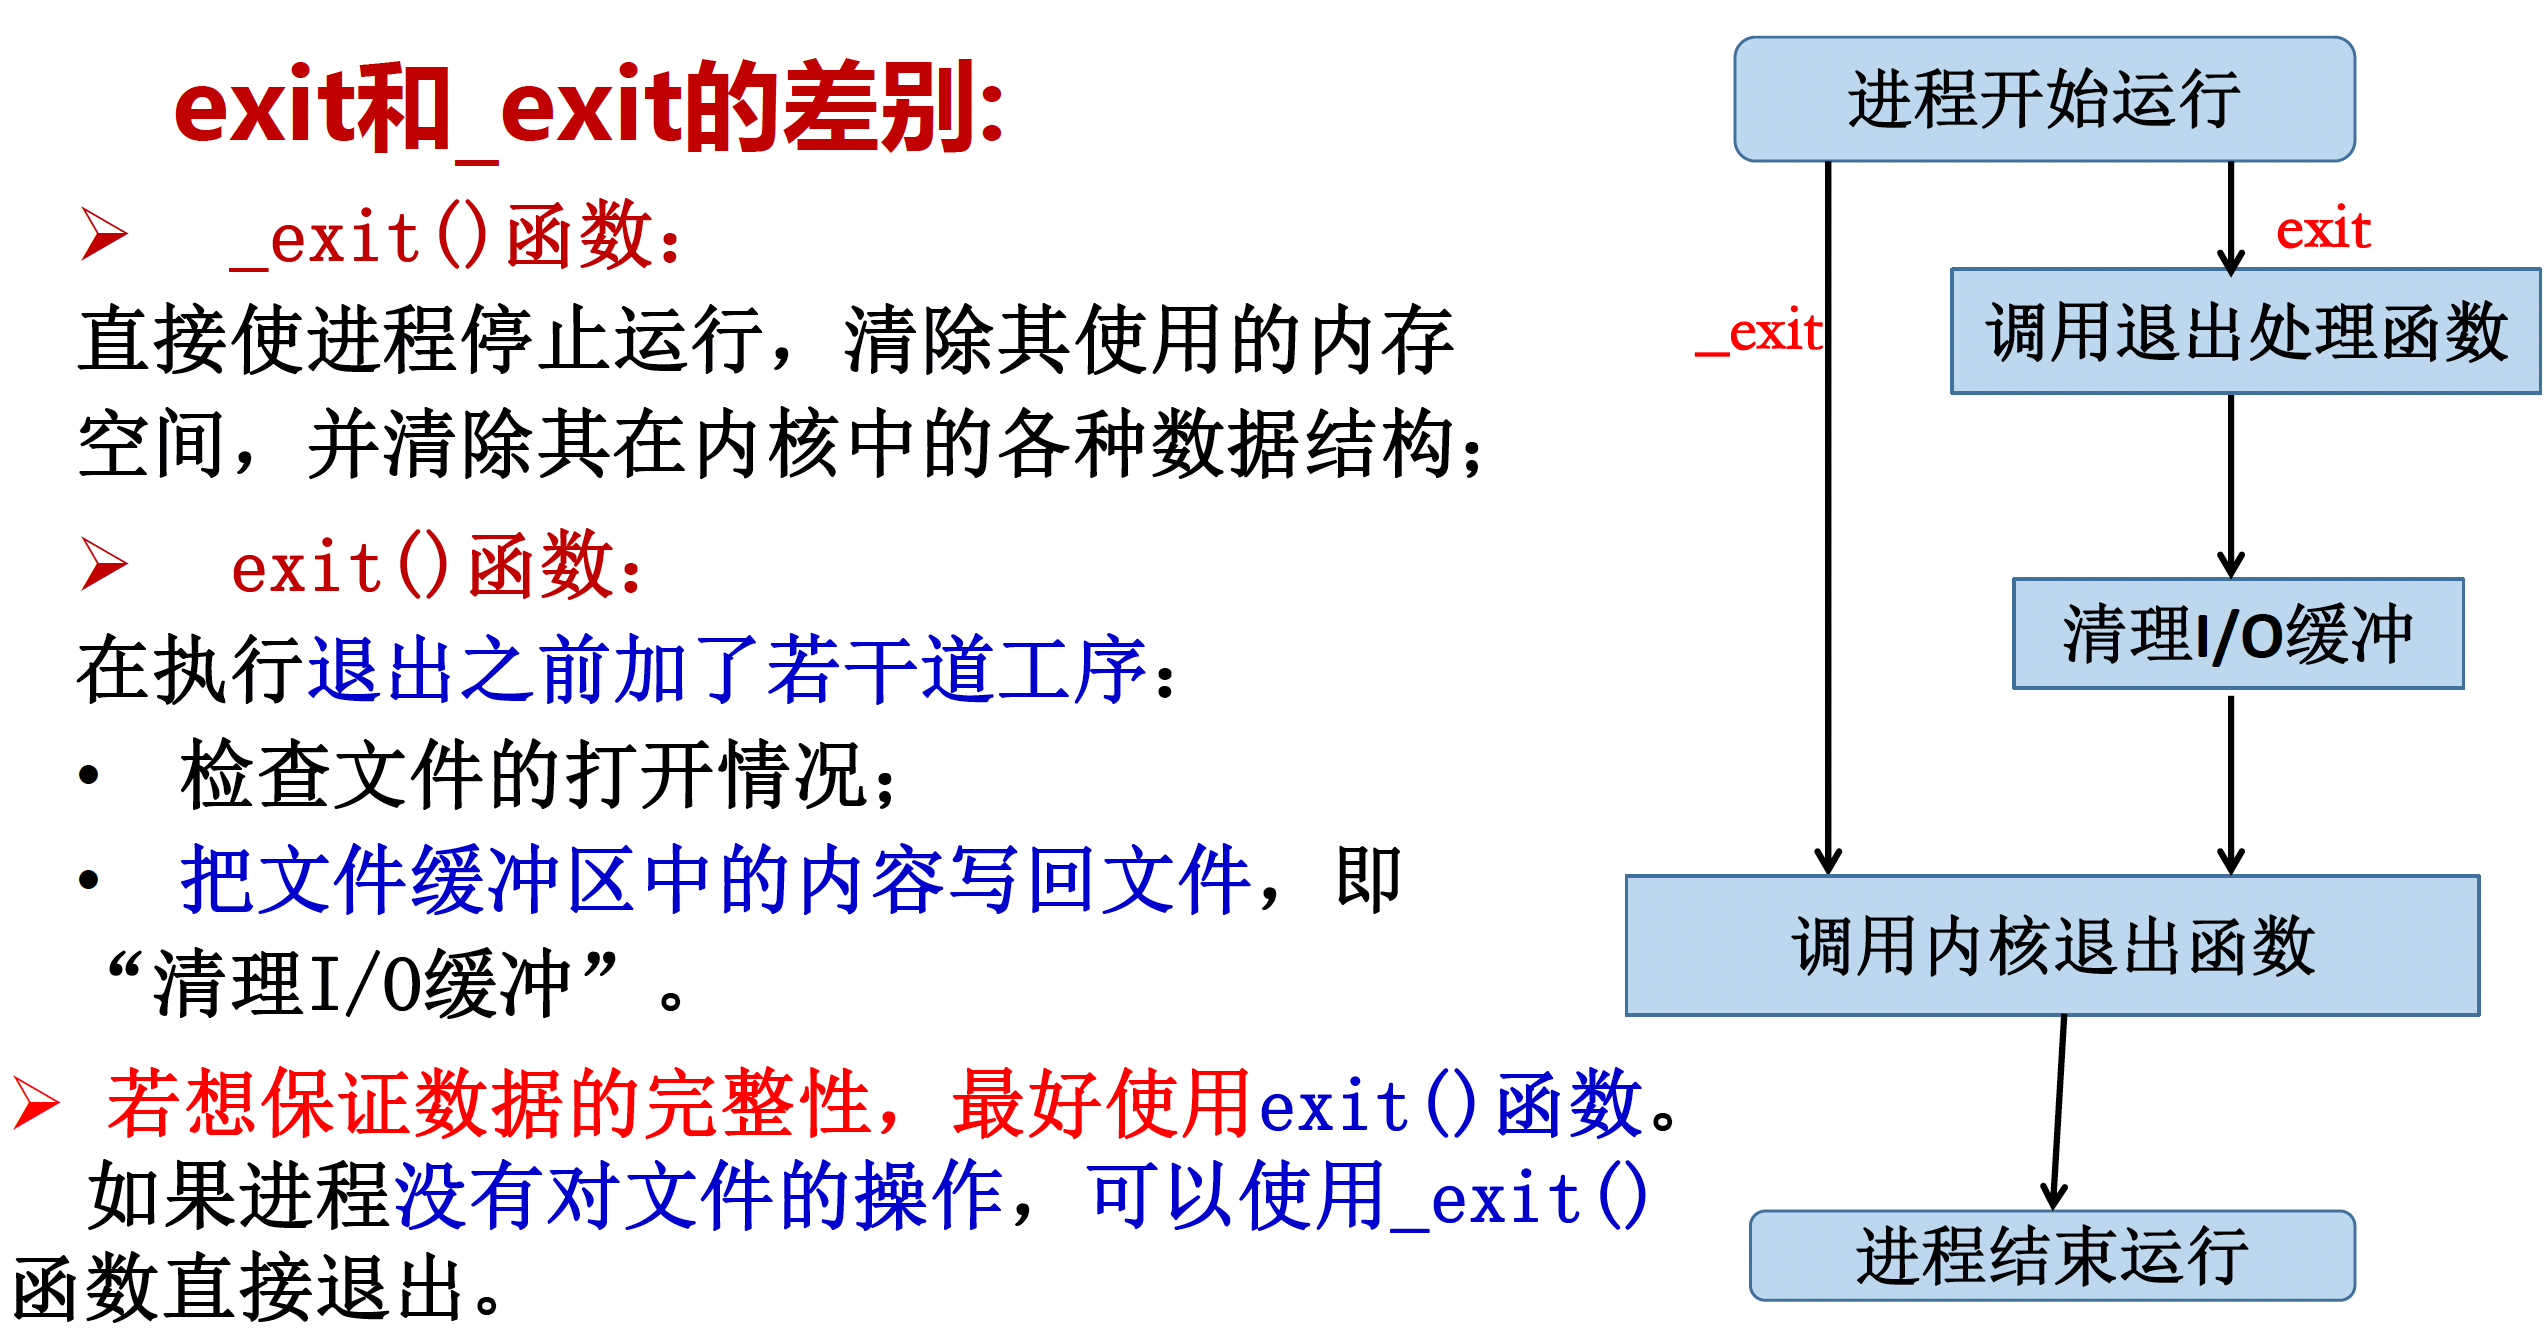 exit和_exit的差别:
➢ _exit()函数：
直接使进程停止运行，清除其使用的内存
空间，并清除其在内核中的各种数据结构；
➢ exit()函数：
在执行退出之前加了若干道工序：
• 检查文件的打开情况；
• 把文件缓冲区中的内容写回文件，即
“清理I/O缓冲”。
➢ 若想保证数据的完整性，最好使用exit()函数。
如果进程没有对文件的操作，可以使用_exit()
函数直接退出。
进程开始运行
exit
_exit
调用退出处理函数
清理I/O缓冲
调用内核退出函数
进程结束运行